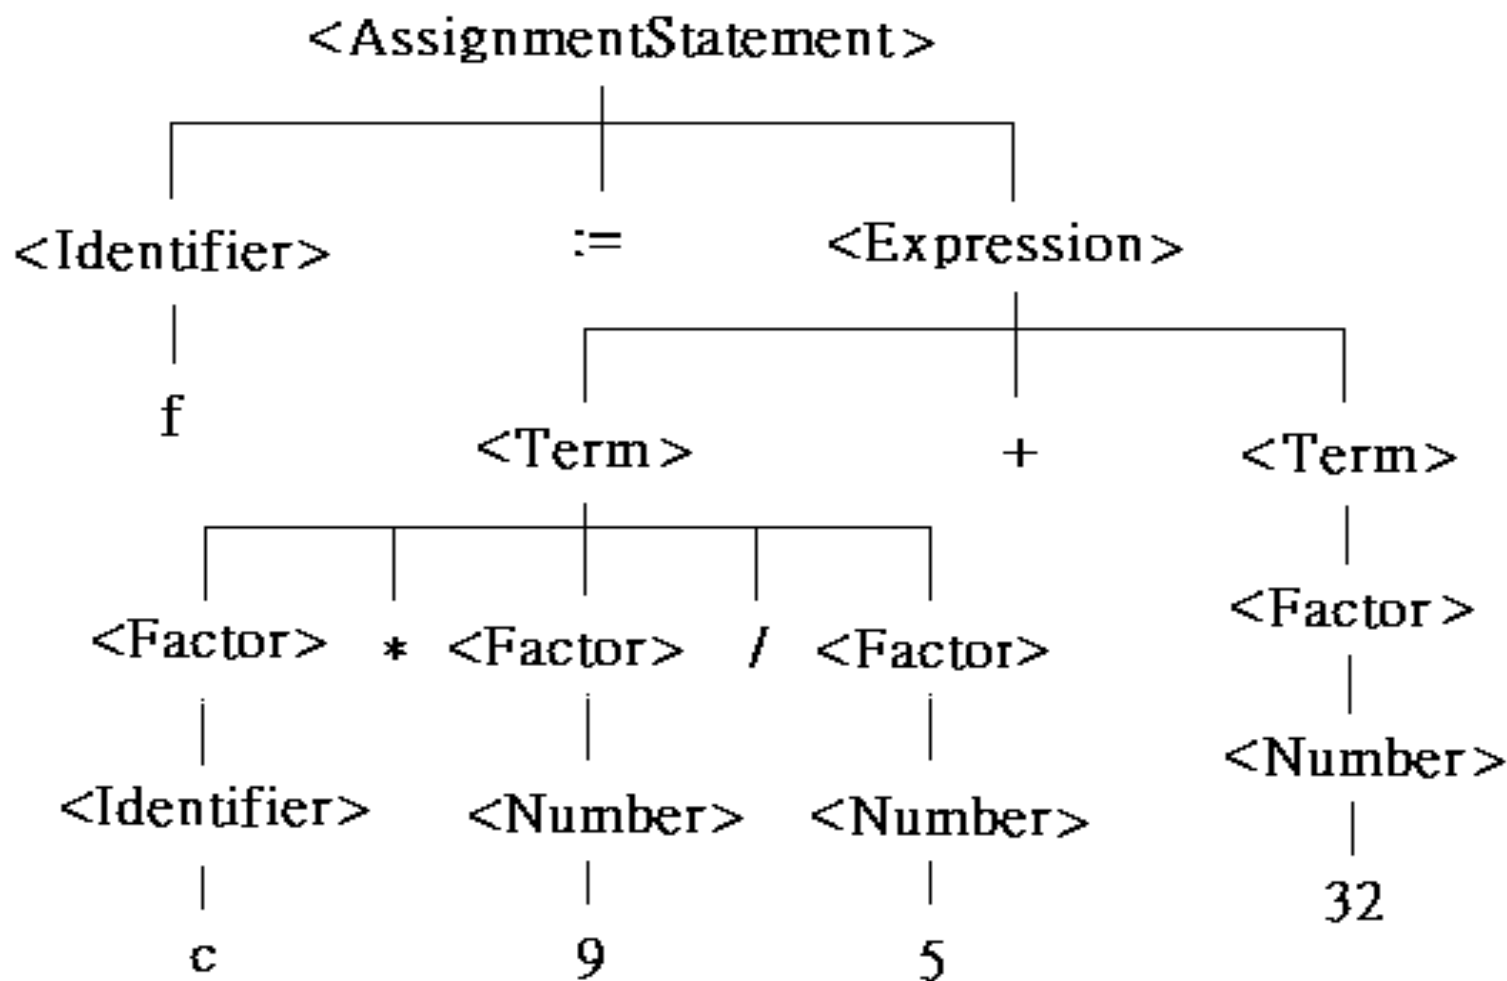 <AssignmentStatement>
<Identifier> := <Expression>
f
<Term> + <Term>
<Factor> * <Factor> / <Factor> <Factor>
<Identifier> <Number> <Number> <Number>
c 9 5 32